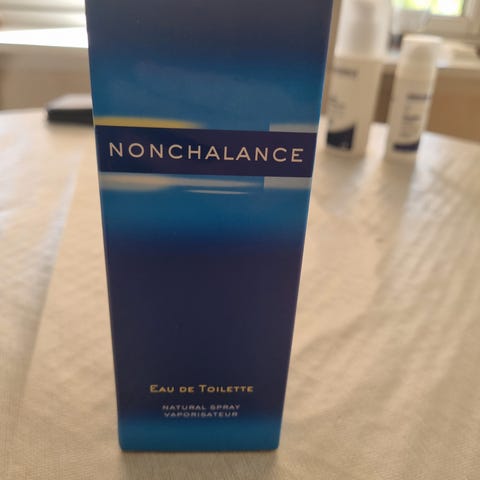 NONCHALANCE
EAU DE TOILETTE
NATURAL SPRAY
VAPORISATEUR